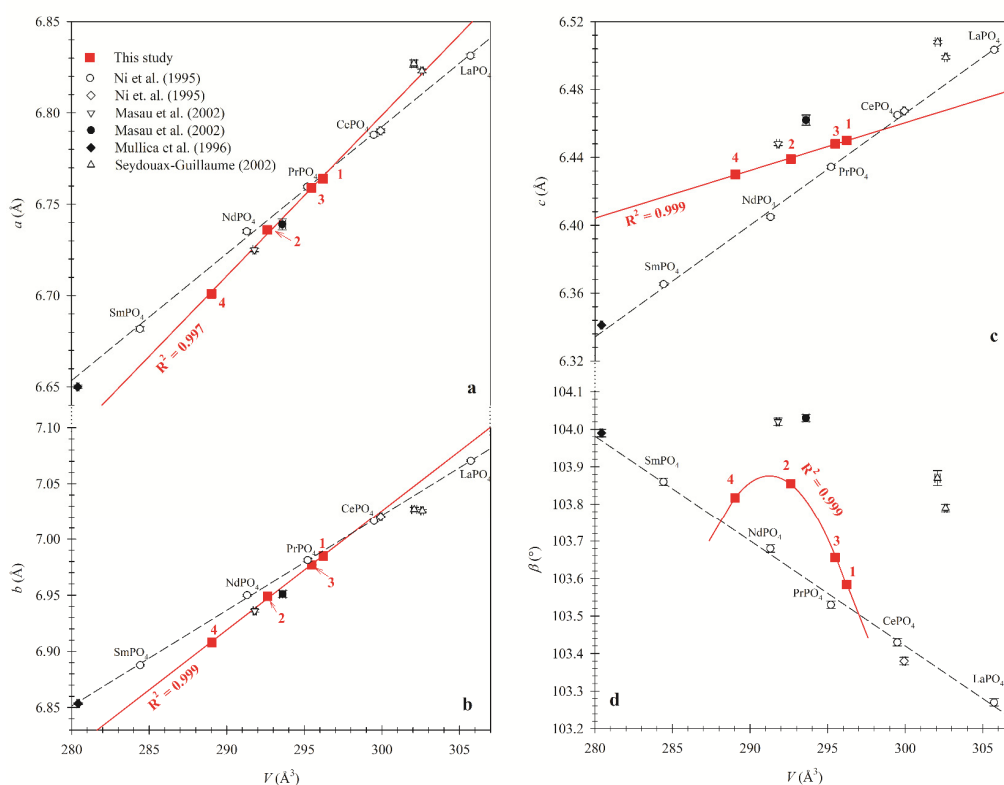 6.85
6.80
6.75
6.70
6.65
a (Å)
This study
Ni et al. (1995)
Ni et. al. (1995)
Masau et al. (2002)
Masau et al. (2002)
Mullica et al. (1996)
Seydouax-Guillaume (2002)
LaPO₄
CePO₄
PrPO₄
1
3
NdPO₄
2
4
SmPO₄
R² = 0.997
a
7.10
7.05
7.00
6.95
6.90
6.85
b (Å)
LaPO₄
CePO₄
PrPO₄
1
3
NdPO₄
2
4
SmPO₄
R² = 0.999
b
280 285 290 295 300 305
V (Å³)
6.52
6.48
6.44
6.40
6.36
6.32
c (Å)
LaPO₄
CePO₄
3 1
2
4
PrPO₄
NdPO₄
R² = 0.999
SmPO₄
c
104.1
104.0
103.9
103.8
103.7
103.6
103.5
103.4
103.3
103.2
β (°)
SmPO₄
2
4
R² = 0.999
NdPO₄
3
1
PrPO₄
CePO₄
LaPO₄
d
280 285 290 295 300 305
V (Å³)